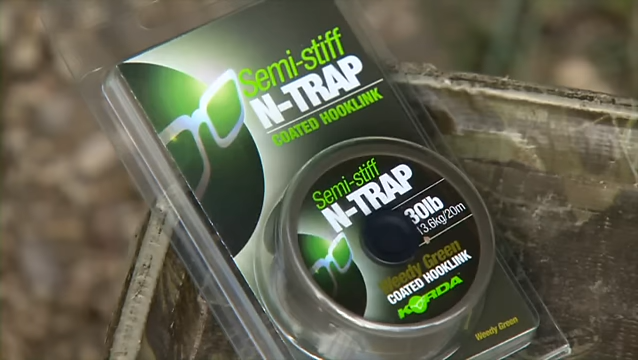 Semi-stiff
N-TRAP
COATED HOOKLINK
Semi-stiff
N-TRAP
30lb
13.6kg/20m
Weedy Green
COATED HOOKLINK
KORDA
Weedy Green